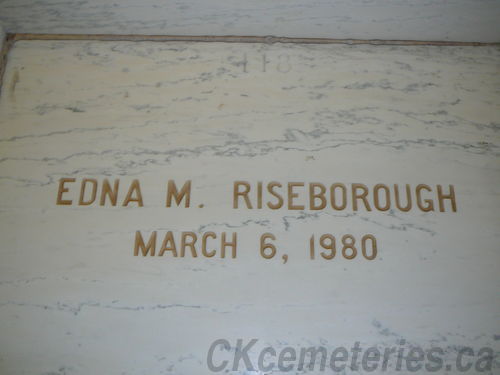 EDNA M. RISEBOROUGH
MARCH 6, 1980
CKcemeteries.ca